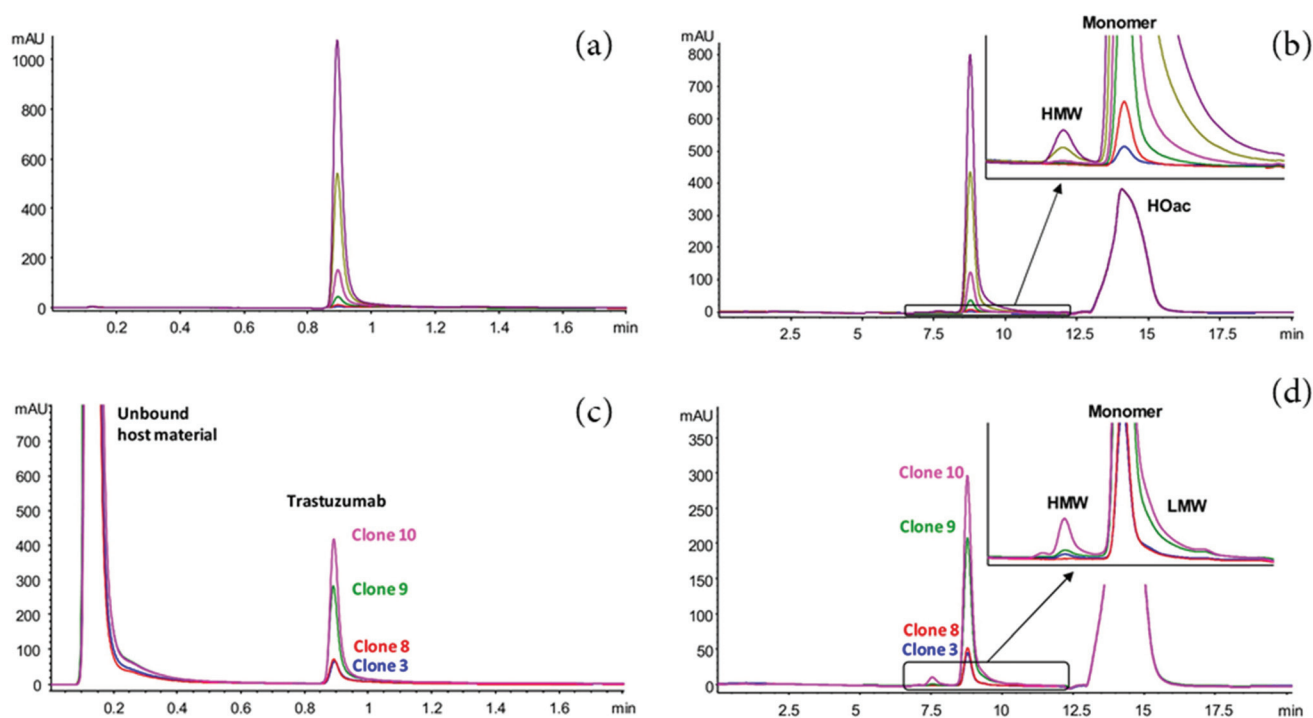 mAU
(a)
1000
800
600
400
200
0
0.2 0.4 0.6 0.8 1 1.2 1.4 1.6 min
mAU
(b)
Monomer
HMW
800
700
600
500
400
300
200
100
0
HOac
2.5 5 7.5 10 12.5 15 17.5 min
mAU
(c)
Unbound
host material
Trastuzumab
Clone 10
Clone 9
Clone 8
Clone 3
700
600
500
400
300
200
100
0
0.2 0.4 0.6 0.8 1 1.2 1.4 1.6 min
mAU
(d)
Monomer
HMW
LMW
Clone 10
Clone 9
Clone 8
Clone 3
350
300
250
200
150
100
50
0
2.5 5 7.5 10 12.5 15 17.5 min